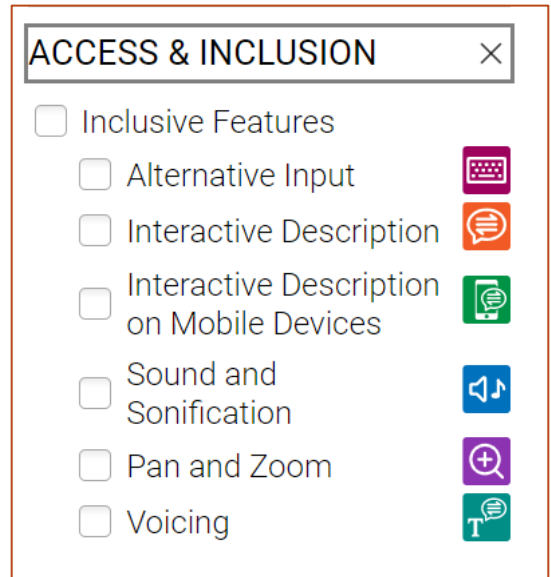 ACCESS & INCLUSION
Inclusive Features
Alternative Input
Interactive Description
Interactive Description
on Mobile Devices
Sound and
Sonification
Pan and Zoom
Voicing
T